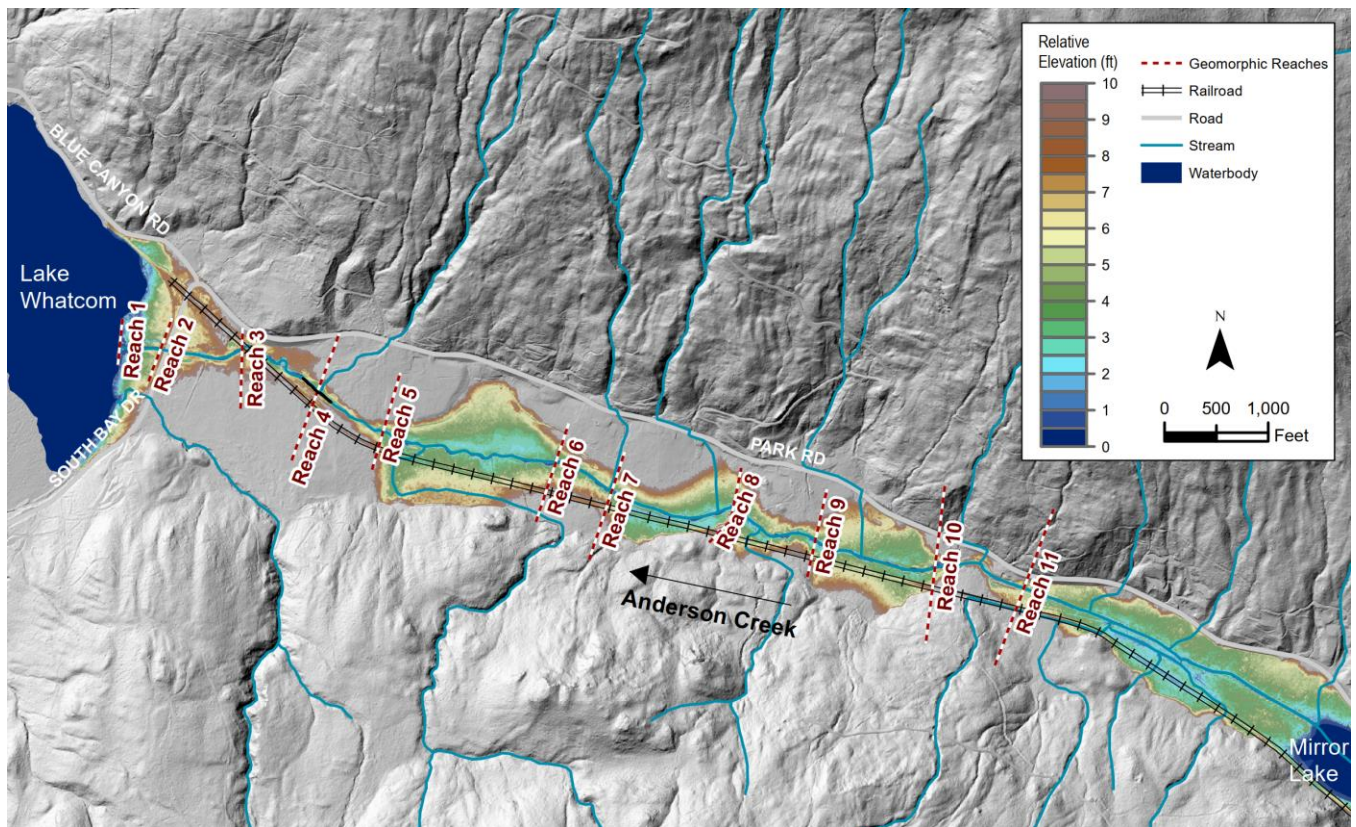 Relative
Elevation (ft)
10
9
8
7
6
5
4
3
2
1
0
Geomorphic Reaches
Railroad
Road
Stream
Waterbody
N
0 500 1,000
Feet
BLUE CANYON RD
Lake
Whatcom
Reach 1
Reach 2
Reach 3
Reach 4
Reach 5
Reach 6
Reach 7
Reach 8
Reach 9
Reach 10
Reach 11
SOUTH BAY DR
PARK RD
Anderson Creek
Mirror
Lake